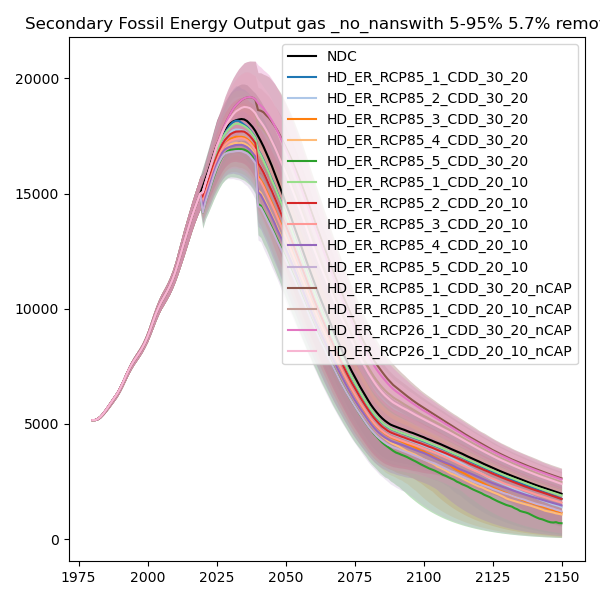 Secondary Fossil Energy Output gas _no_nanswith 5-95% 5.7% remo
20000
15000
10000
5000
0
NDC
HD_ER_RCP85_1_CDD_30_20
HD_ER_RCP85_2_CDD_30_20
HD_ER_RCP85_3_CDD_30_20
HD_ER_RCP85_4_CDD_30_20
HD_ER_RCP85_5_CDD_30_20
HD_ER_RCP85_1_CDD_20_10
HD_ER_RCP85_2_CDD_20_10
HD_ER_RCP85_3_CDD_20_10
HD_ER_RCP85_4_CDD_20_10
HD_ER_RCP85_5_CDD_20_10
HD_ER_RCP85_1_CDD_30_20_nCAP
HD_ER_RCP85_1_CDD_20_10_nCAP
HD_ER_RCP26_1_CDD_30_20_nCAP
HD_ER_RCP26_1_CDD_20_10_nCAP
1975 2000 2025 2050 2075 2100 2125 2150